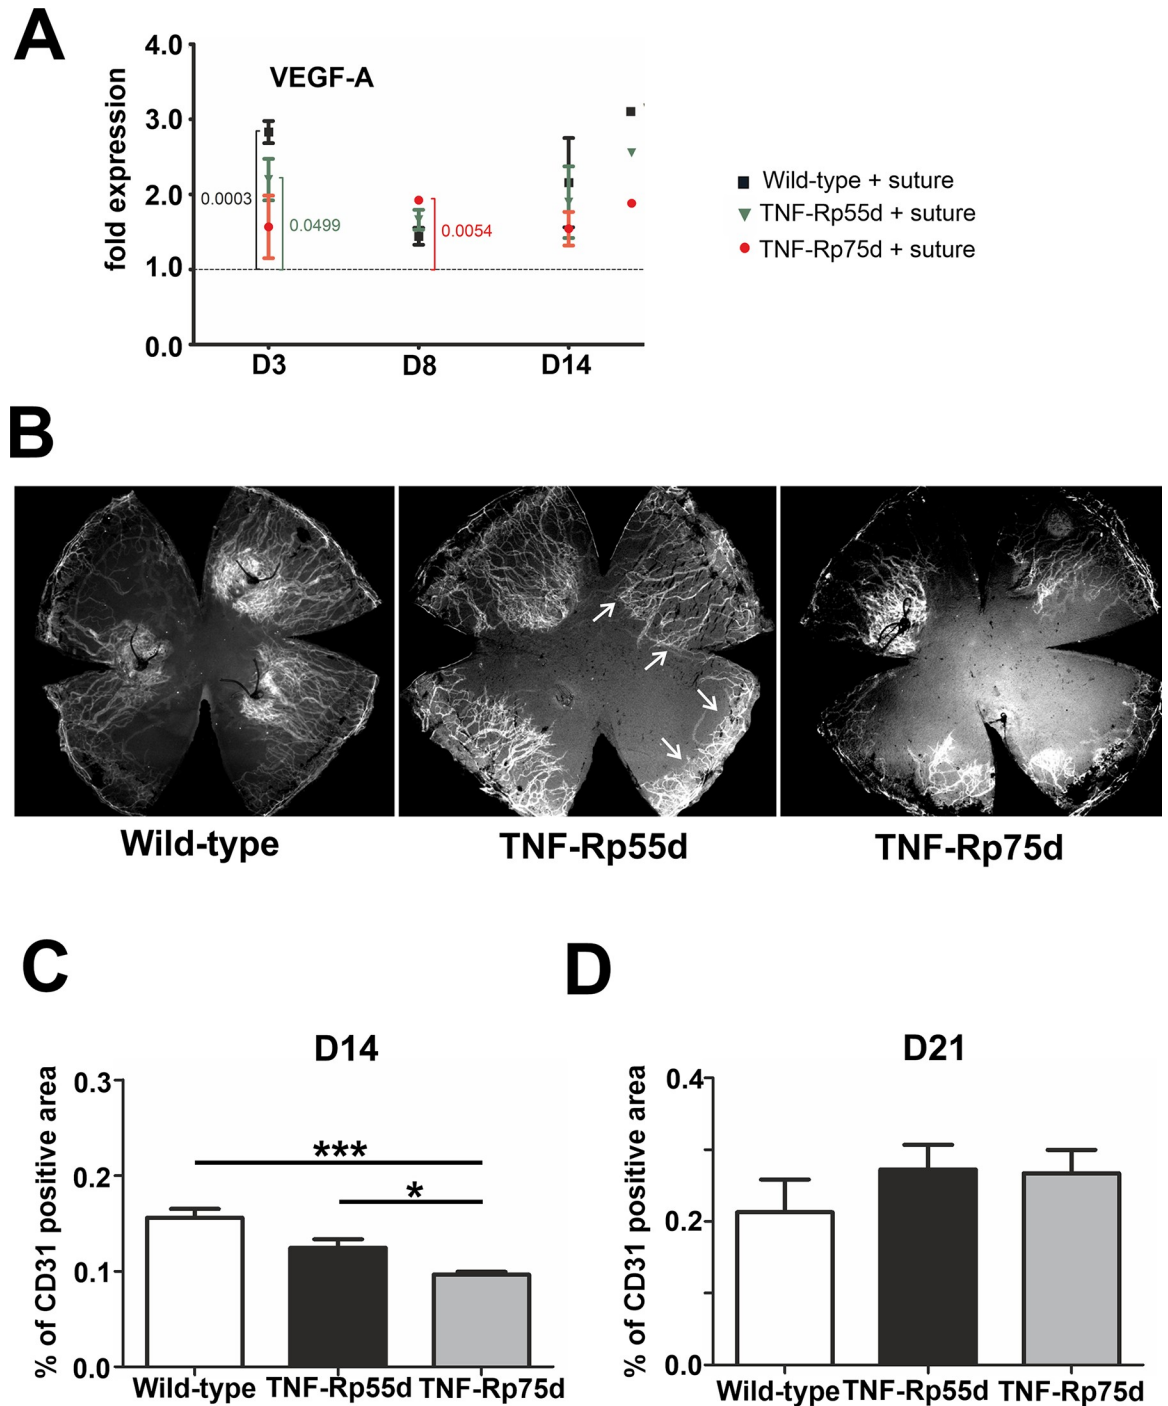 A
VEGF-A
fold expression
4.0
3.0
2.0
1.0
0.0
0.0003
0.0499
0.0054
D3
D8
D14
Wild-type + suture
TNF-Rp55d + suture
TNF-Rp75d + suture
B
Wild-type
TNF-Rp55d
TNF-Rp75d
C
D14
% of CD31 positive area
0.3
0.2
0.1
0.0
***
*
Wild-type
TNF-Rp55d
TNF-Rp75d
D
D21
% of CD31 positive area
0.4
0.2
0.0
Wild-type
TNF-Rp55d
TNF-Rp75d